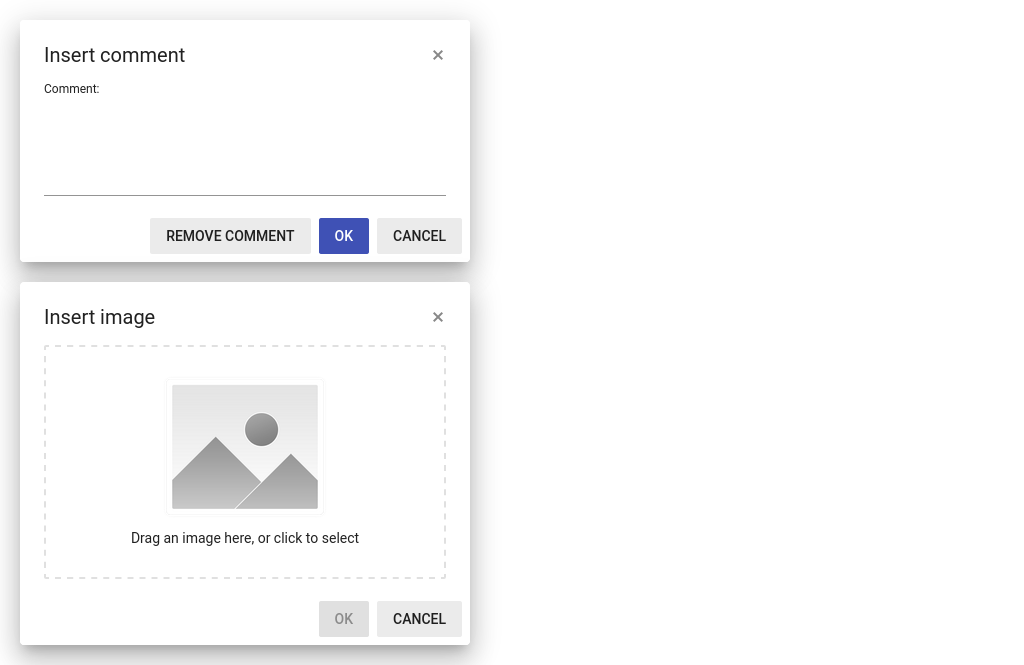 Insert comment
Comment:
REMOVE COMMENT OK CANCEL
Insert image
Drag an image here, or click to select
OK CANCEL